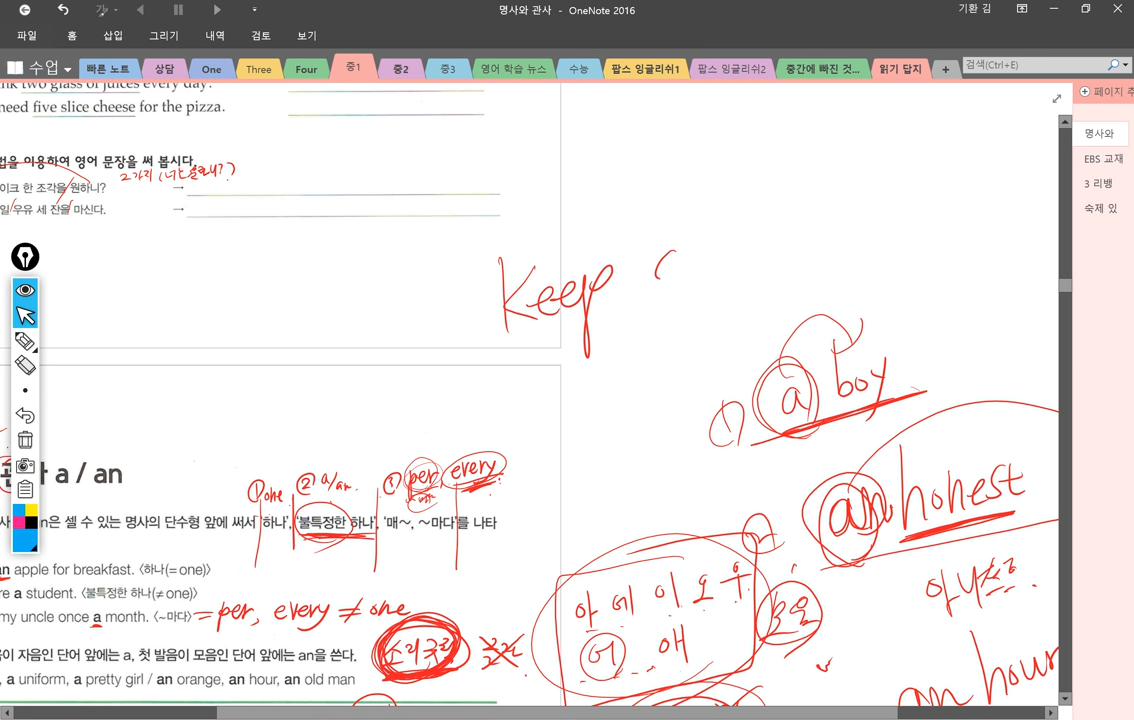 명사와 관사 - OneNote 2016
기환 김
파일 홈 삽입 그리기 내역 검토 보기
수업 빠른 노트 상담 One Three Four 중1 중2 중3 영어 학습 뉴스 수능 팝스 잉글리쉬1 팝스 잉글리쉬2 중간에 빠진 것... 읽기 답지 + 검색(Ctrl+E)
페이지 추
명사와
EBS 교재
3 리뱅
숙제 있
nk two glass of juices every day.
need five slice cheese for the pizza.
법을 이용하여 영어 문장을 써 봅시다.
2가지
이크 한 조각을 원하니? →
일 우유 세 잔을 마신다. →
Keep
① a boy
관사 a / an
① one ② a/an. ③ per every
an honest
사 an은 셀 수 있는 명사의 단수형 앞에 써서 '하나', '불특정한 하나', '매~, ~마다'를 나타
②
an apple for breakfast. 〈하나(=one)〉
아 에 이 오 우
re a student. 〈불특정한 하나(≠one)〉
모음
my uncle once a month. 〈~마다〉 = per, every ≠ one
어 애
소리
음이 자음인 단어 앞에는 a, 첫 발음이 모음인 단어 앞에는 an을 쓴다.
, a uniform, a pretty girl / an orange, an hour, an old man
an hour